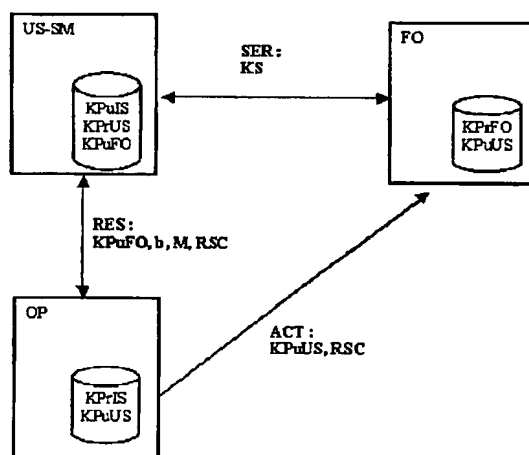 US-SM
KPuIS
KPrUS
KPuFO
SER:
KS
FO
KPrFO
KPuUS
RES:
KPuFO, b, M, RSC
OP
KPrIS
KPuUS
ACT:
KPuUS, RSC